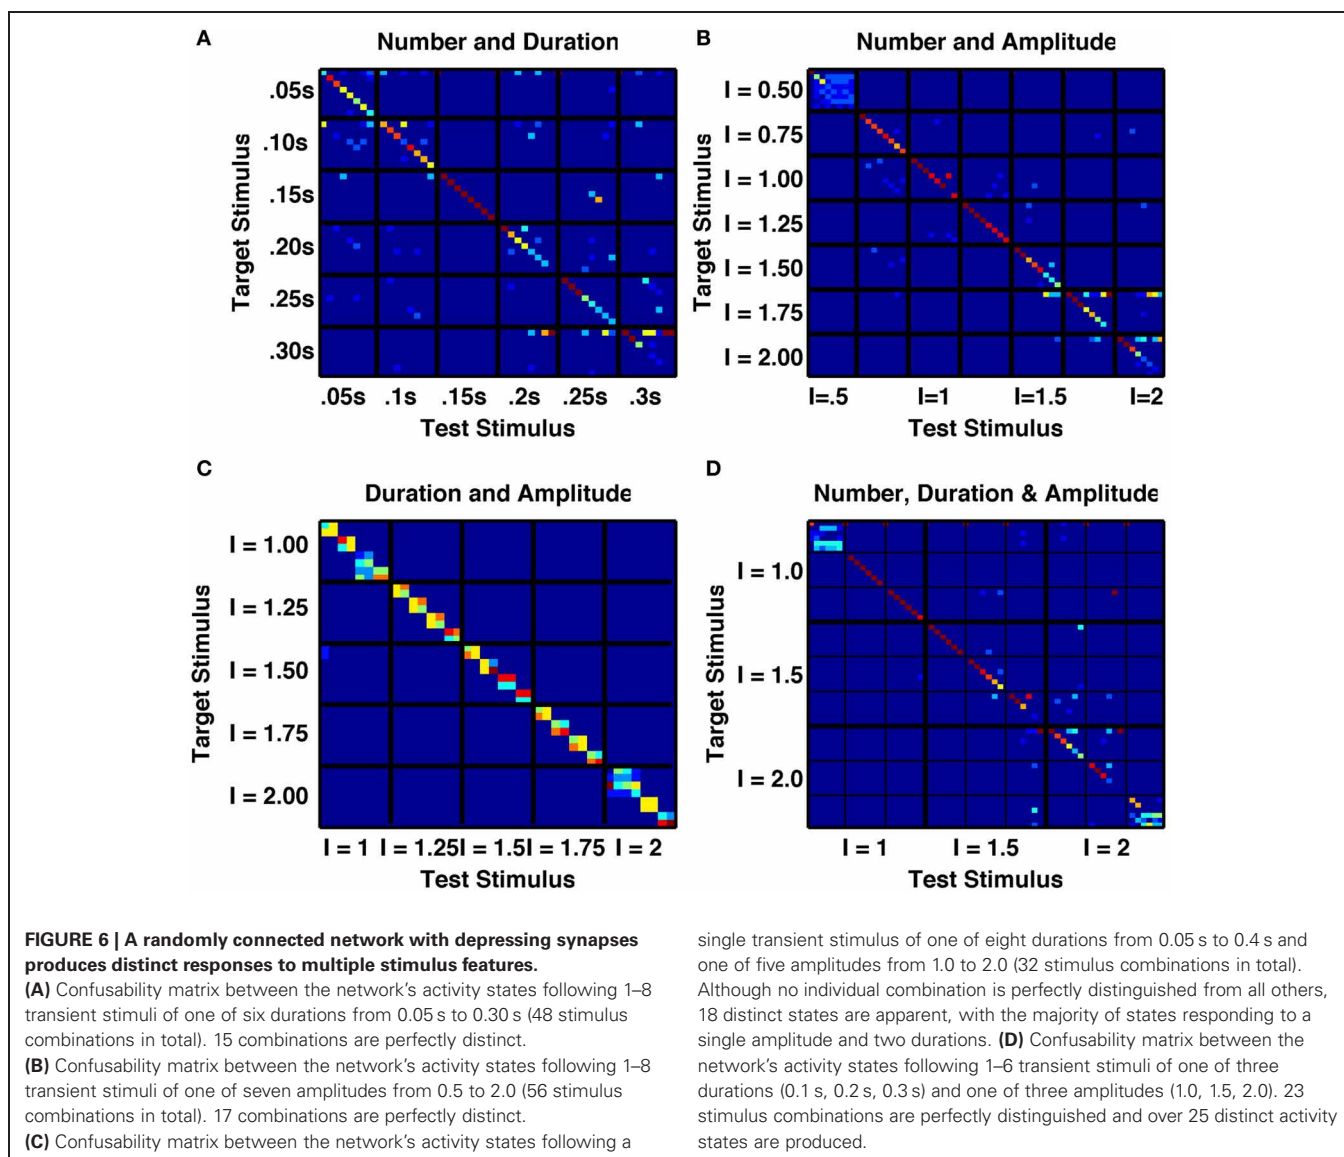 A
Number and Duration
.05s
.10s
.15s
.20s
.25s
.30s
Target Stimulus
.05s .1s .15s .2s .25s .3s
Test Stimulus
B
Number and Amplitude
I = 0.50
I = 0.75
I = 1.00
I = 1.25
I = 1.50
I = 1.75
I = 2.00
Target Stimulus
I=.5 I=1 I=1.5 I=2
Test Stimulus
C
Duration and Amplitude
I = 1.00
I = 1.25
I = 1.50
I = 1.75
I = 2.00
Target Stimulus
I = 1 I = 1.25 I = 1.5 I = 1.75 I = 2
Test Stimulus
D
Number, Duration & Amplitude
I = 1.0
I = 1.5
I = 2.0
Target Stimulus
I = 1 I = 1.5 I = 2
Test Stimulus
FIGURE 6 | A randomly connected network with depressing synapses
produces distinct responses to multiple stimulus features.
(A) Confusability matrix between the network's activity states following 1–8
transient stimuli of one of six durations from 0.05 s to 0.30 s (48 stimulus
combinations in total). 15 combinations are perfectly distinct.
(B) Confusability matrix between the network's activity states following 1–8
transient stimuli of one of seven amplitudes from 0.5 to 2.0 (56 stimulus
combinations in total). 17 combinations are perfectly distinct.
(C) Confusability matrix between the network's activity states following a
single transient stimulus of one of eight durations from 0.05 s to 0.4 s and
one of five amplitudes from 1.0 to 2.0 (32 stimulus combinations in total).
Although no individual combination is perfectly distinguished from all others,
18 distinct states are apparent, with the majority of states responding to a
single amplitude and two durations. (D) Confusability matrix between the
network's activity states following 1–6 transient stimuli of one of three
durations (0.1 s, 0.2 s, 0.3 s) and one of three amplitudes (1.0, 1.5, 2.0). 23
stimulus combinations are perfectly distinguished and over 25 distinct activity
states are produced.